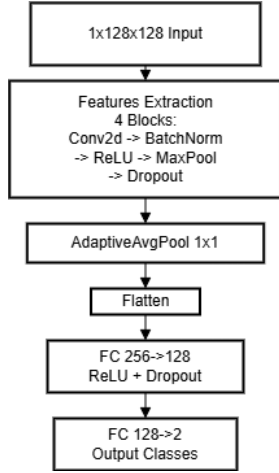 1x128x128 Input
Features Extraction
4 Blocks:
Conv2d -> BatchNorm
-> ReLU -> MaxPool
-> Dropout
AdaptiveAvgPool 1x1
Flatten
FC 256->128
ReLU + Dropout
FC 128->2
Output Classes